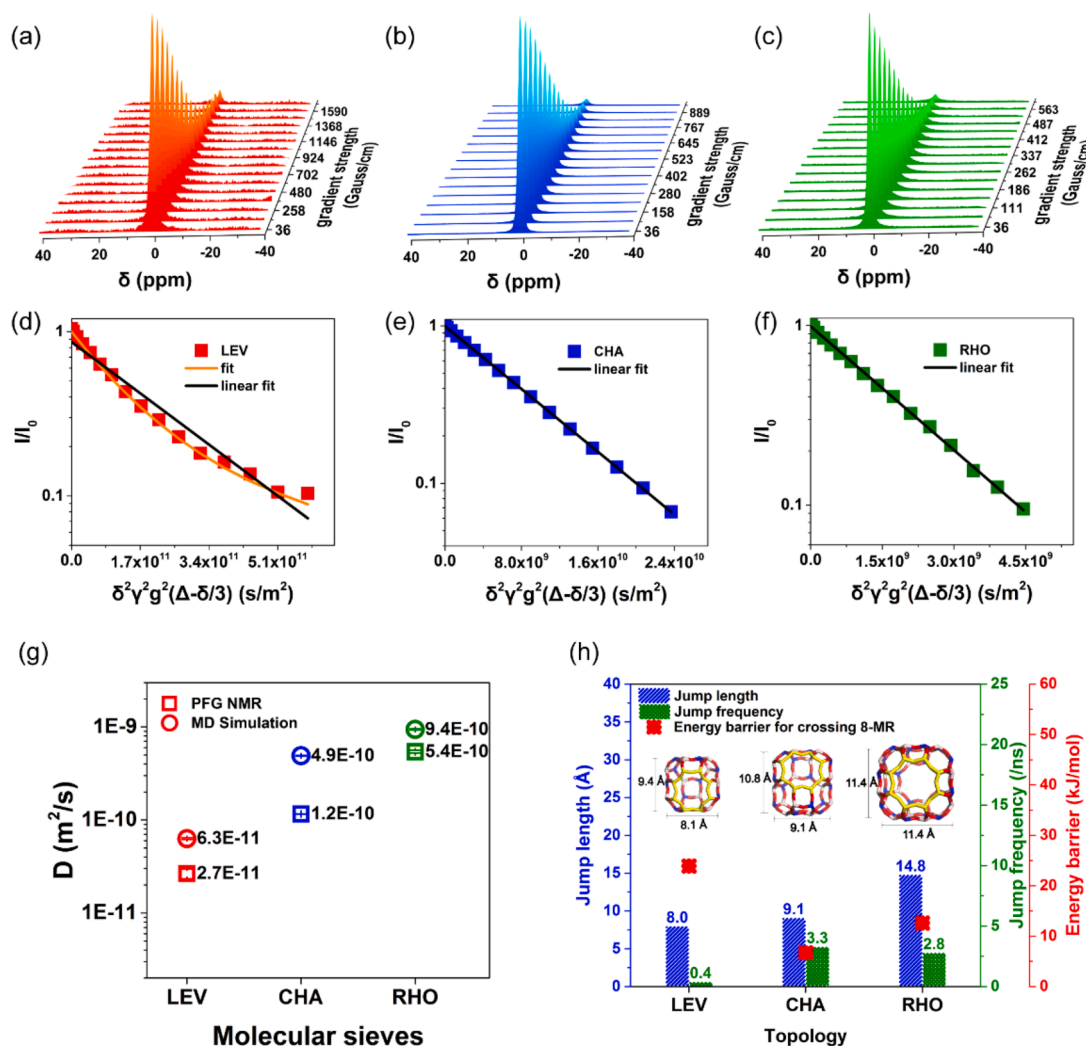 (a)
1590
1368
1146
924
702
480
258
36
gradient strength
(Gauss/cm)
40 20 0 -20 -40
δ (ppm)
(b)
889
767
645
523
402
280
158
36
gradient strength
(Gauss/cm)
40 20 0 -20 -40
δ (ppm)
(c)
563
487
412
337
262
186
111
36
gradient strength
(Gauss/cm)
40 20 0 -20 -40
δ (ppm)
(d)
1
0.1
I/I₀
LEV
fit
linear fit
0.0 1.7x10¹¹ 3.4x10¹¹ 5.1x10¹¹
δ²γ²g²(Δ-δ/3) (s/m²)
(e)
1
0.1
I/I₀
CHA
linear fit
0.0 8.0x10⁹ 1.6x10¹⁰ 2.4x10¹⁰
δ²γ²g²(Δ-δ/3) (s/m²)
(f)
1
0.1
I/I₀
RHO
linear fit
0.0 1.5x10⁹ 3.0x10⁹ 4.5x10⁹
δ²γ²g²(Δ-δ/3) (s/m²)
(g)
PFG NMR
MD Simulation
1E-9
1E-10
1E-11
D (m²/s)
6.3E-11
2.7E-11
4.9E-10
1.2E-10
9.4E-10
5.4E-10
LEV CHA RHO
Molecular sieves
(h)
Jump length
Jump frequency
Energy barrier for crossing 8-MR
40
35
30
25
20
15
10
5
0
Jump length (Å)
9.4 Å
8.1 Å
10.8 Å
9.1 Å
11.4 Å
11.4 Å
8.0
0.4
9.1
3.3
14.8
2.8
LEV CHA RHO
Topology
25
20
15
10
5
0
Jump frequency (/ns)
60
50
40
30
20
10
0
Energy barrier (kJ/mol)